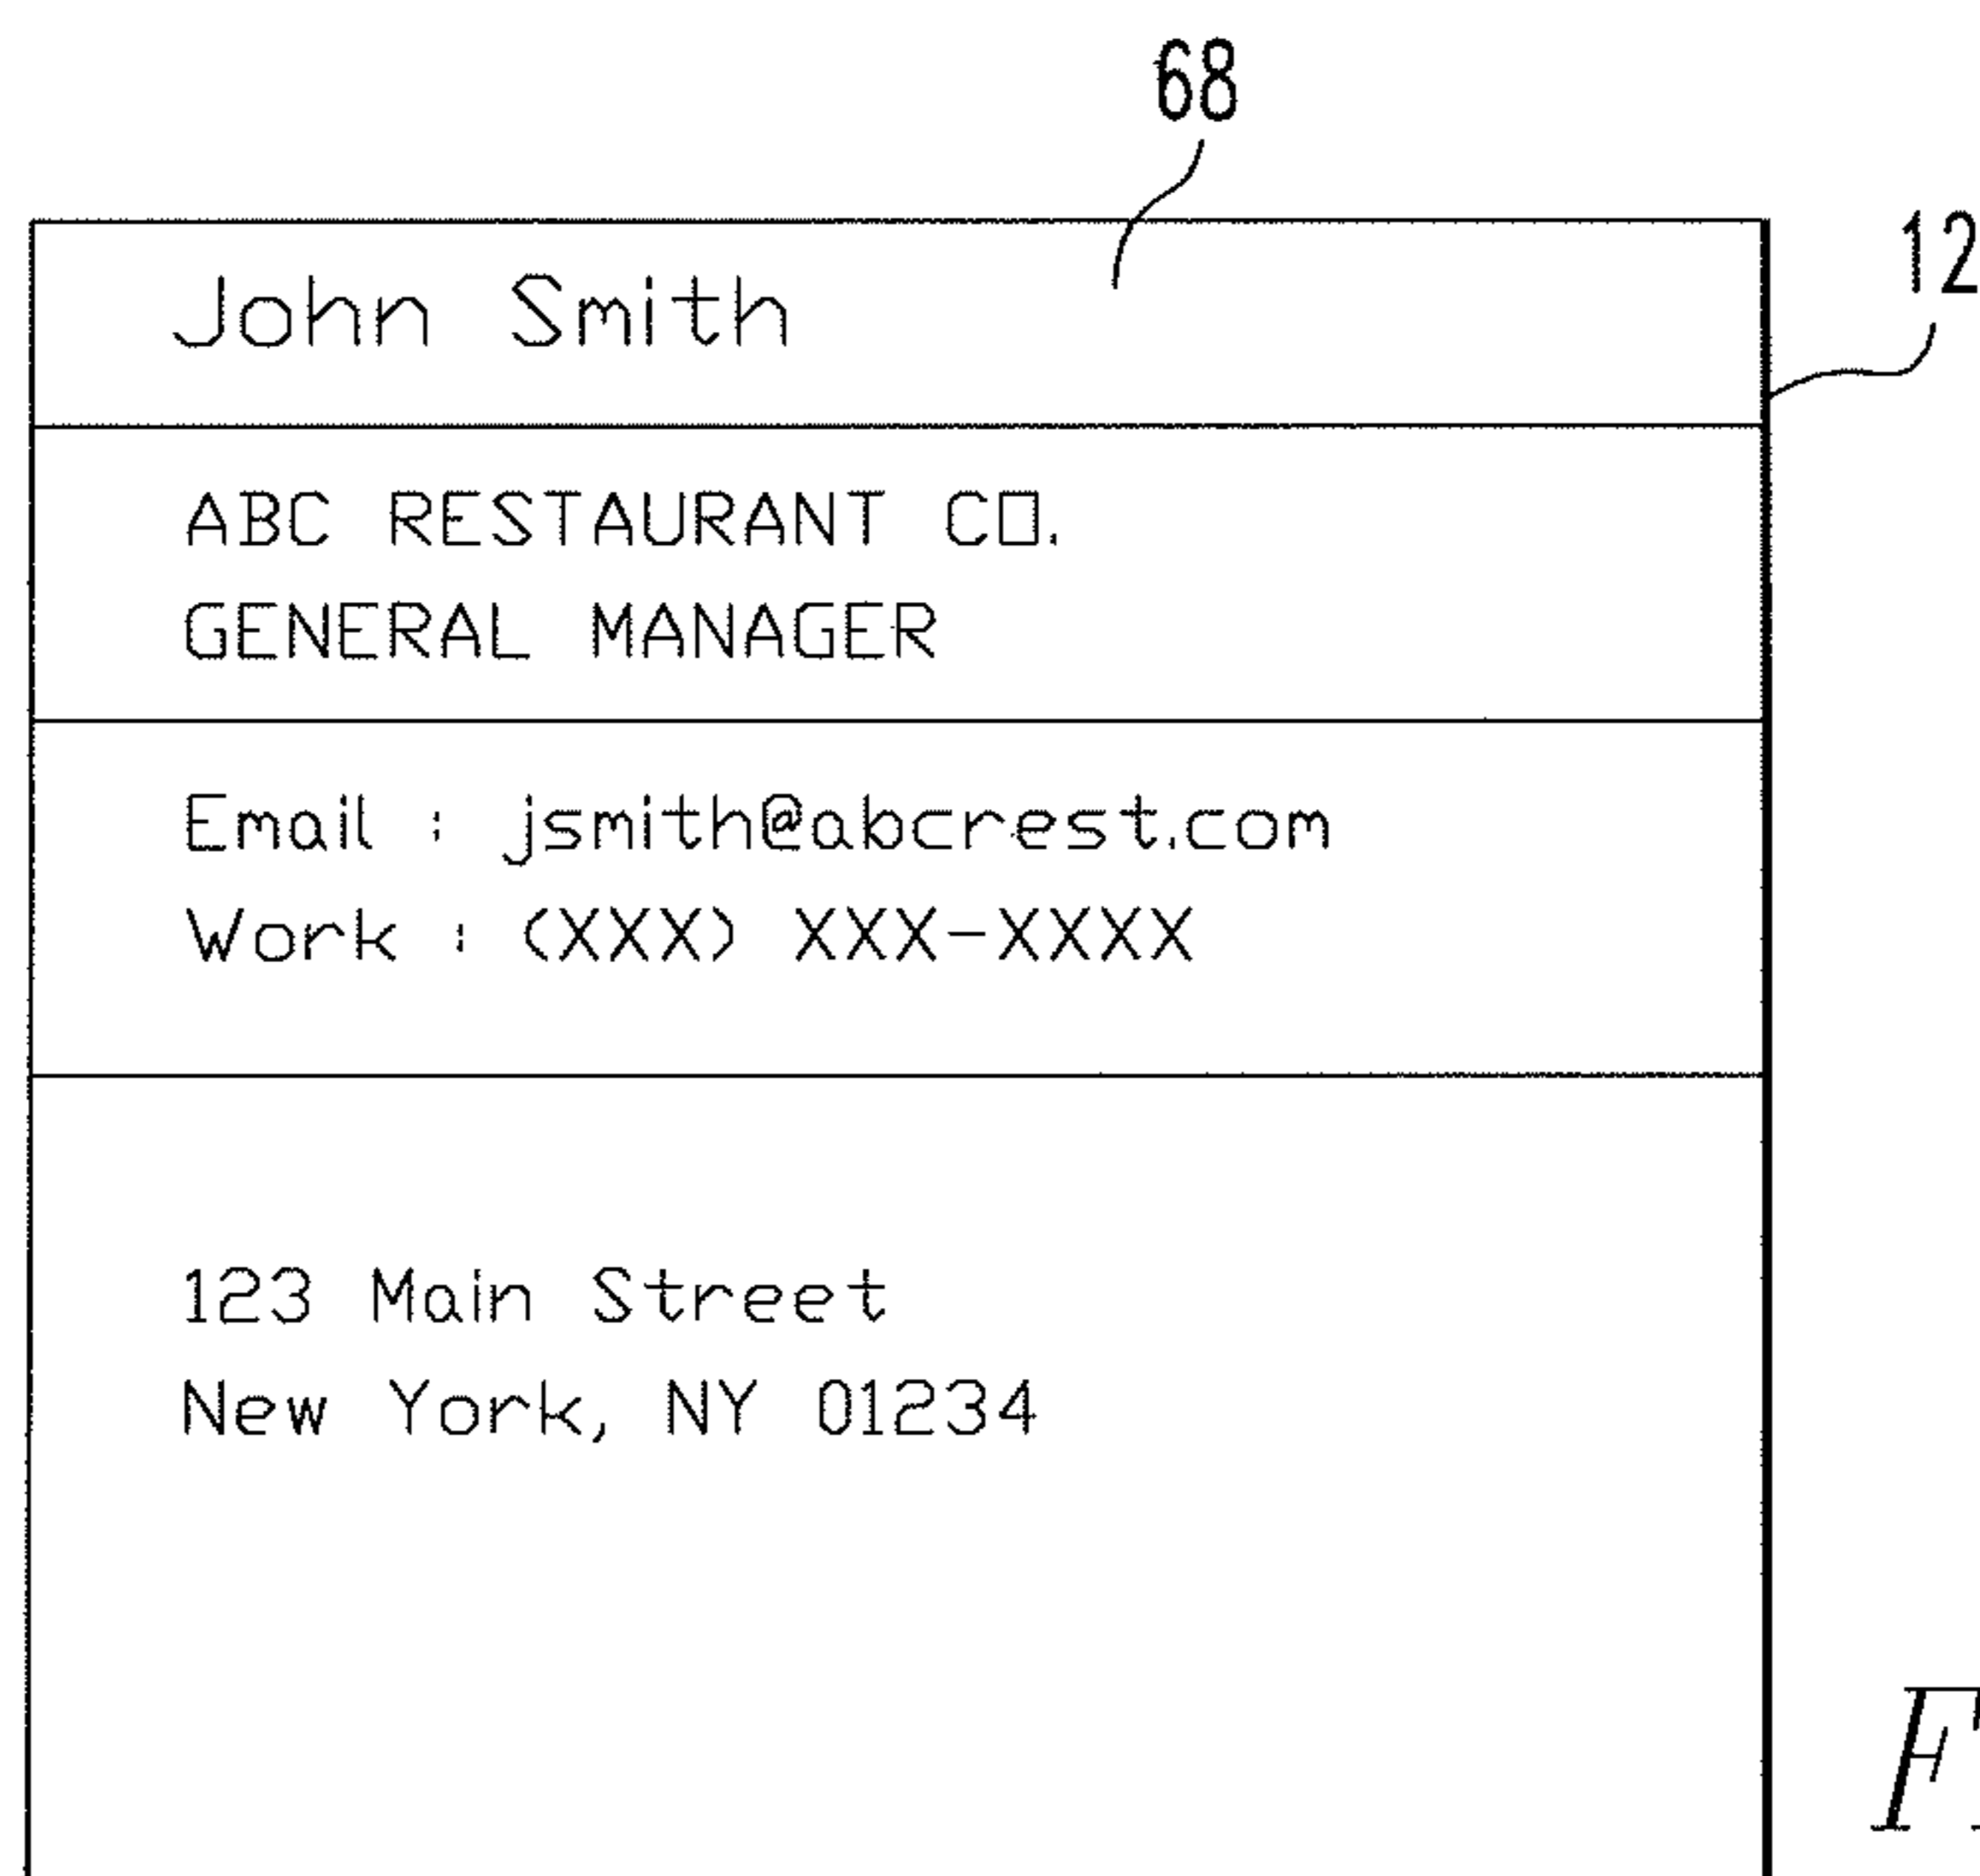 68
12
John Smith
ABC RESTAURANT CO.
GENERAL MANAGER
Email : jsmith@abcrest.com
Work : (XXX) XXX-XXXX
123 Main Street
New York, NY 01234